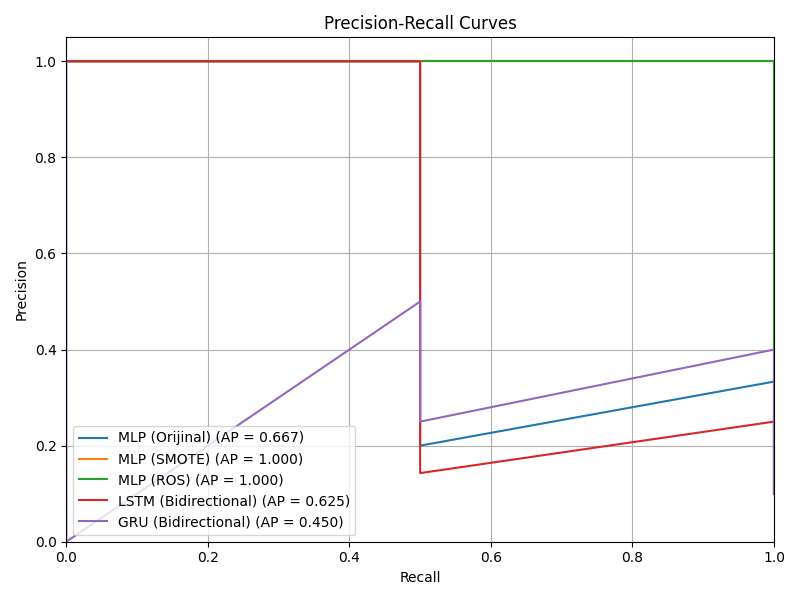 Precision-Recall Curves
1.0
0.8
0.6
0.4
0.2
0.0
Precision
MLP (Orijinal) (AP = 0.667)
MLP (SMOTE) (AP = 1.000)
MLP (ROS) (AP = 1.000)
LSTM (Bidirectional) (AP = 0.625)
GRU (Bidirectional) (AP = 0.450)
0.0 0.2 0.4 0.6 0.8 1.0
Recall